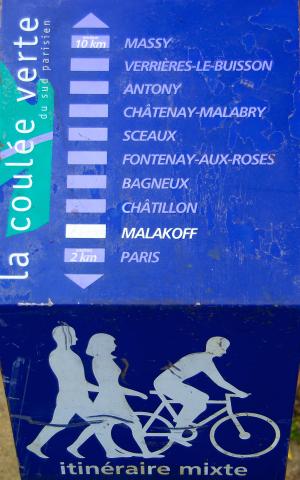 la coulée verte
du sud parisien
10 km
MASSY
VERRIÈRES-LE-BUISSON
ANTONY
CHÂTENAY-MALABRY
SCEAUX
FONTENAY-AUX-ROSES
BAGNEUX
CHÂTILLON
MALAKOFF
2 km
PARIS
itinéraire mixte